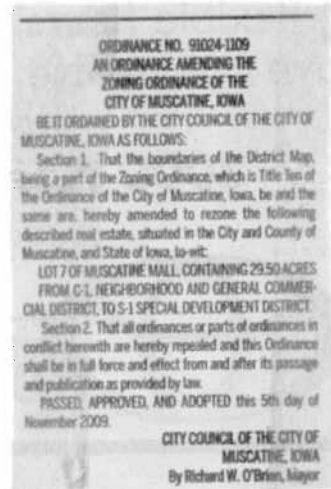 ORDINANCE NO. 91024-1109
AN ORDINANCE AMENDING THE
ZONING ORDINANCE OF THE
CITY OF MUSCATINE, IOWA
BE IT ORDAINED BY THE CITY COUNCIL OF THE CITY OF
MUSCATINE, IOWA AS FOLLOWS:
Section 1. That the boundaries of the District Map,
being a part of the Zoning Ordinance, which is Title Ten of
the Ordinance of the City of Muscatine, Iowa, be and the
same are, hereby amended to rezone the following
described real estate, situated in the City and County of
Muscatine, and State of Iowa, to-wit:
LOT 7 OF MUSCATINE MALL, CONTAINING 29.50 ACRES
FROM C-1, NEIGHBORHOOD AND GENERAL COMMER-
CIAL DISTRICT, TO S-1 SPECIAL DEVELOPMENT DISTRICT.
Section 2. That all ordinances or parts of ordinances in
conflict herewith are hereby repealed and this Ordinance
shall be in full force and effect from and after its passage
and publication as provided by law.
PASSED, APPROVED, AND ADOPTED this 5th day of
November 2009.
CITY COUNCIL OF THE CITY OF
MUSCATINE, IOWA
By Richard W. O'Brien, Mayor